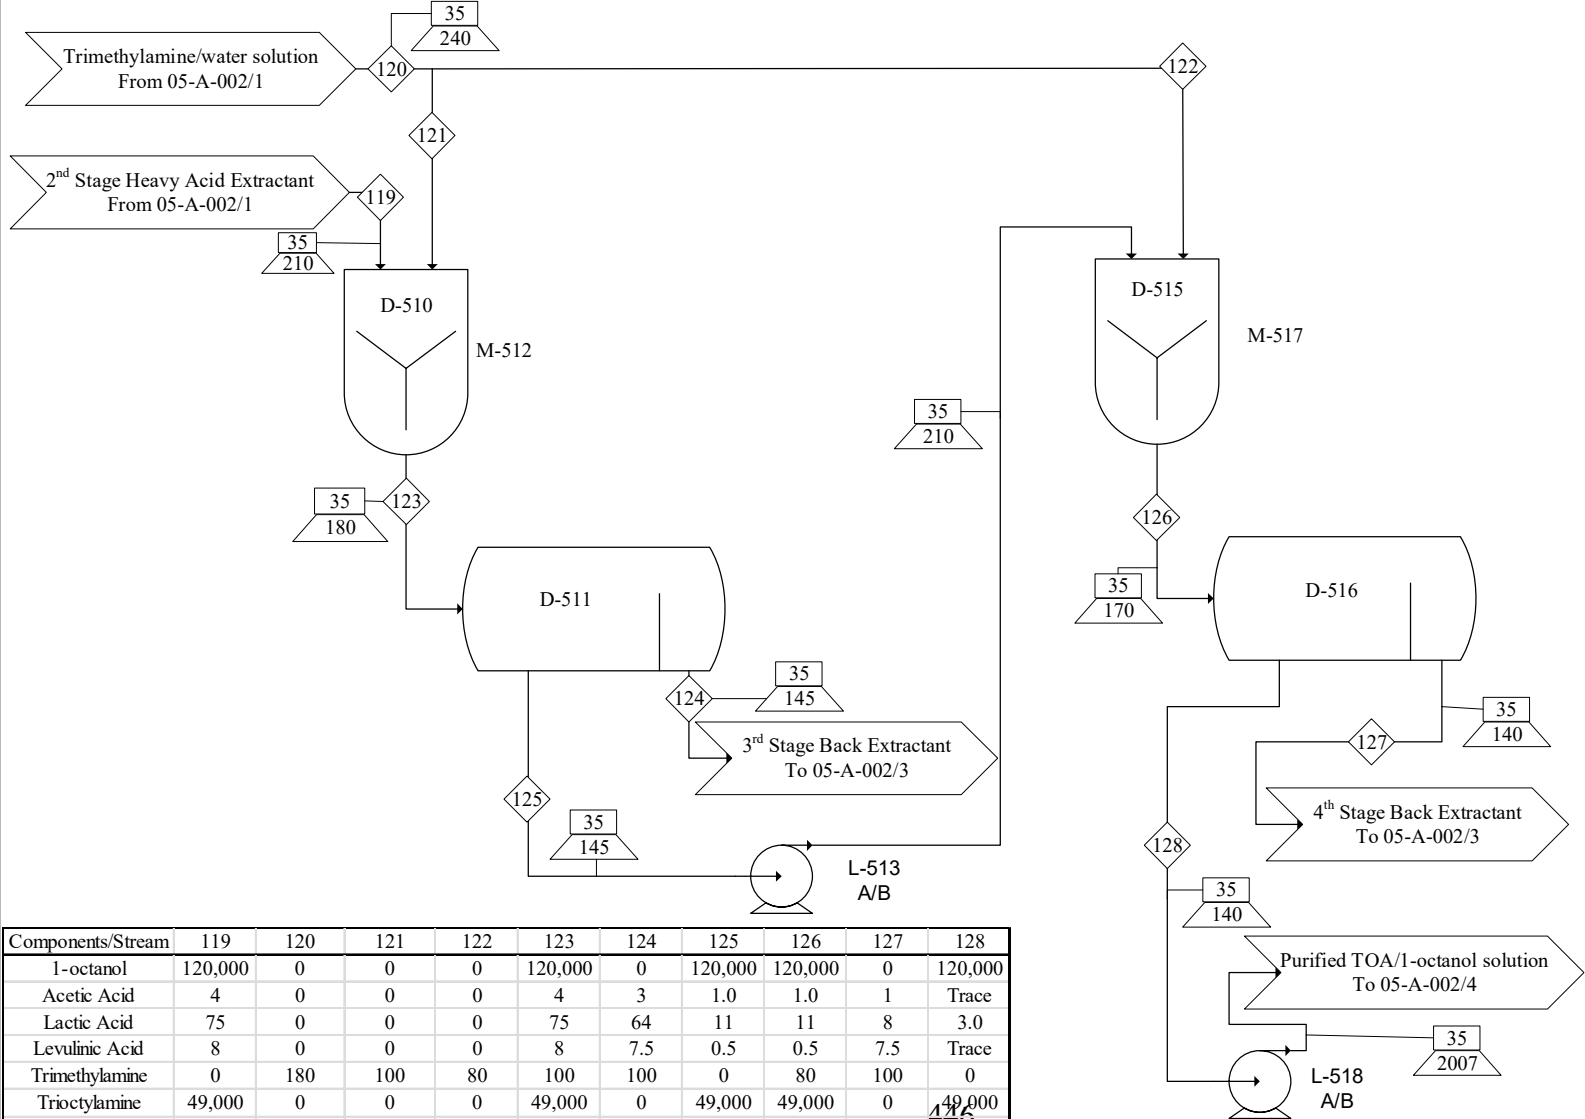 35
240
Trimethylamine/water solution
From 05-A-002/1
120
122
121
2nd Stage Heavy Acid Extractant
From 05-A-002/1
119
35
210
D-510
M-512
D-515
M-517
35
210
35
180
123
126
35
170
D-511
D-516
124
35
145
3rd Stage Back Extractant
To 05-A-002/3
35
140
127
125
35
145
4th Stage Back Extractant
To 05-A-002/3
128
L-513
A/B
35
140
Purified TOA/1-octanol solution
To 05-A-002/4
35
2007
L-518
A/B
Components/Stream 119 120 121 122 123 124 125 126 127 128
1-octanol 120,000 0 0 0 120,000 0 120,000 120,000 0 120,000
Acetic Acid 4 0 0 0 4 3 1.0 1.0 1 Trace
Lactic Acid 75 0 0 0 75 64 11 11 8 3.0
Levulinic Acid 8 0 0 0 8 7.5 0.5 0.5 7.5 Trace
Trimethylamine 0 180 100 80 100 100 0 80 100 0
Trioctylamine 49,000 0 0 0 49,000 0 49,000 49,000 0 49,000
446